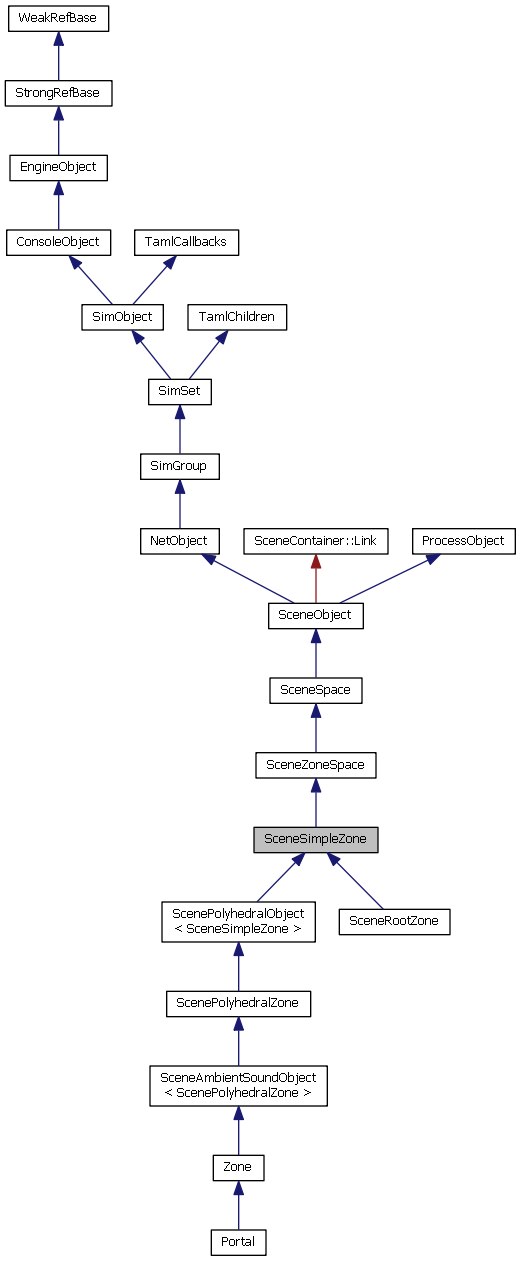 WeakRefBase
StrongRefBase
EngineObject
ConsoleObject
TamlCallbacks
SimObject
TamlChildren
SimSet
SimGroup
NetObject
SceneContainer::Link
ProcessObject
SceneObject
SceneSpace
SceneZoneSpace
SceneSimpleZone
ScenePolyhedralObject
< SceneSimpleZone >
SceneRootZone
ScenePolyhedralZone
SceneAmbientSoundObject
< ScenePolyhedralZone >
Zone
Portal